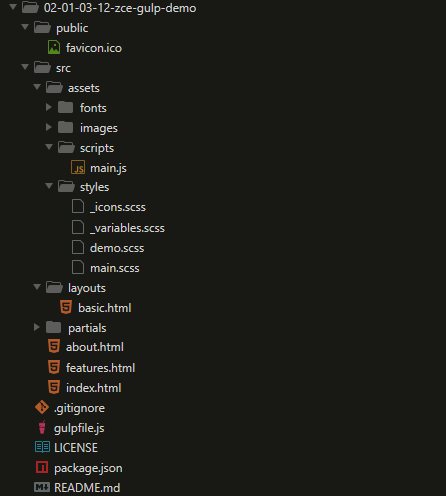 02-01-03-12-zce-gulp-demo
public
favicon.ico
src
assets
fonts
images
scripts
JS main.js
styles
_icons.scss
_variables.scss
demo.scss
main.scss
layouts
basic.html
partials
about.html
features.html
index.html
.gitignore
gulpfile.js
LICENSE
package.json
README.md